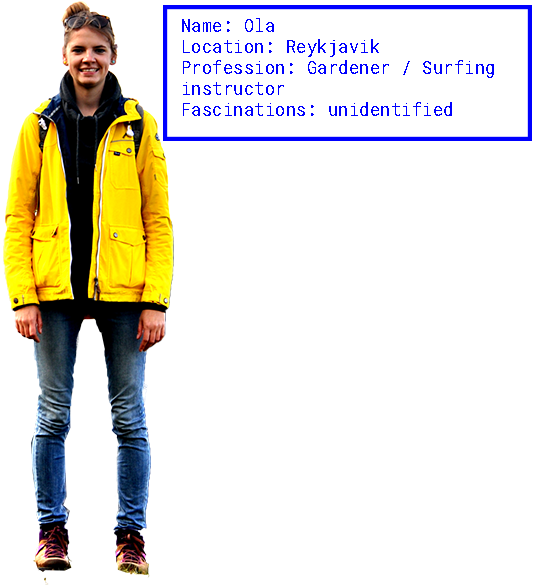 Name: Ola
Location: Reykjavik
Profession: Gardener / Surfing
instructor
Fascinations: unidentified